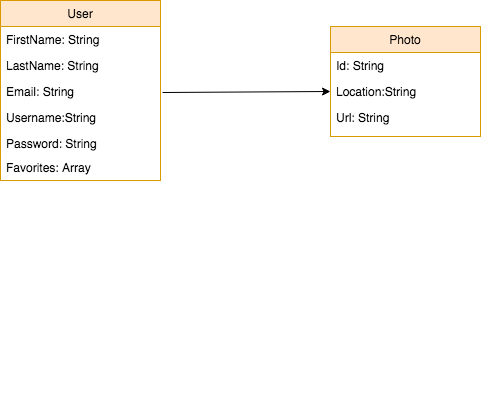 User
FirstName: String
LastName: String
Email: String
Username:String
Password: String
Favorites: Array
Photo
Id: String
Location:String
Url: String